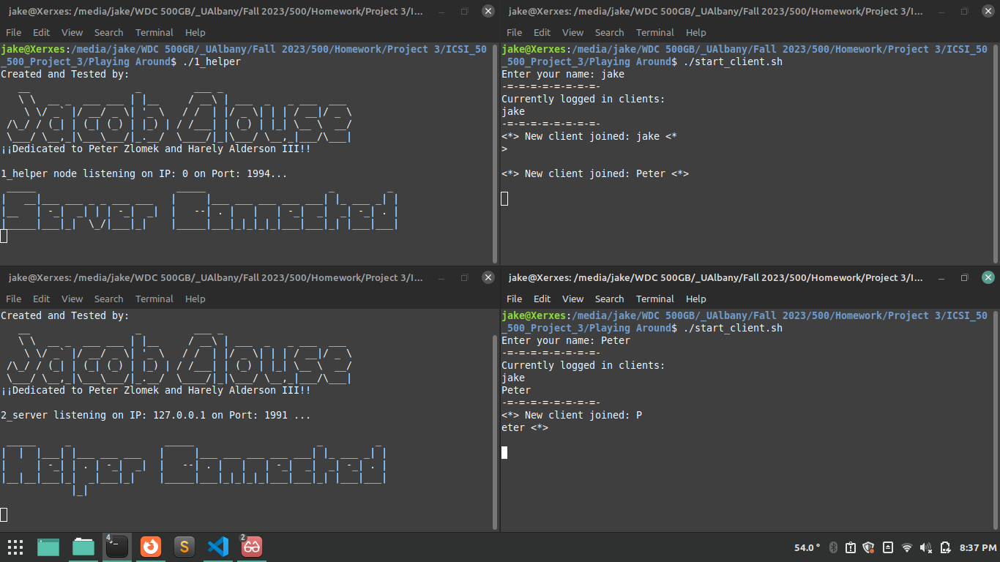 jake@Xerxes: /media/jake/WDC 500GB/_UAlbany/Fall 2023/500/Homework/Project 3/I...
File Edit View Search Terminal Help
jake@Xerxes:/media/jake/WDC 500GB/_UAlbany/Fall 2023/500/Homework/Project 3/ICSI_50
_500_Project_3/Playing Around$ ./1_helper
Created and Tested by:
Jacob Clouse
¡¡Dedicated to Peter Zlomek and Harely Alderson III!!
1_helper node listening on IP: 0 on Port: 1994...
Server Connected
jake@Xerxes: /media/jake/WDC 500GB/_UAlbany/Fall 2023/500/Homework/Project 3/I...
File Edit View Search Terminal Help
jake@Xerxes:/media/jake/WDC 500GB/_UAlbany/Fall 2023/500/Homework/Project 3/ICSI_50
_500_Project_3/Playing Around$ ./start_client.sh
Enter your name: jake
-=-=-=-=-=-=-=-=-
Currently logged in clients:
jake
-=-=-=-=-=-=-=-=-
<*> New client joined: jake <*
>
<*> New client joined: Peter <*>
jake@Xerxes: /media/jake/WDC 500GB/_UAlbany/Fall 2023/500/Homework/Project 3/I...
File Edit View Search Terminal Help
Created and Tested by:
Jacob Clouse
¡¡Dedicated to Peter Zlomek and Harely Alderson III!!
2_server listening on IP: 127.0.0.1 on Port: 1991 ...
Helper Connected
jake@Xerxes: /media/jake/WDC 500GB/_UAlbany/Fall 2023/500/Homework/Project 3/I...
File Edit View Search Terminal Help
jake@Xerxes:/media/jake/WDC 500GB/_UAlbany/Fall 2023/500/Homework/Project 3/ICSI_50
_500_Project_3/Playing Around$ ./start_client.sh
Enter your name: Peter
-=-=-=-=-=-=-=-=-
Currently logged in clients:
jake
Peter
-=-=-=-=-=-=-=-=-
<*> New client joined: P
eter <*>
4
S
2
54.0 °
8:37 PM